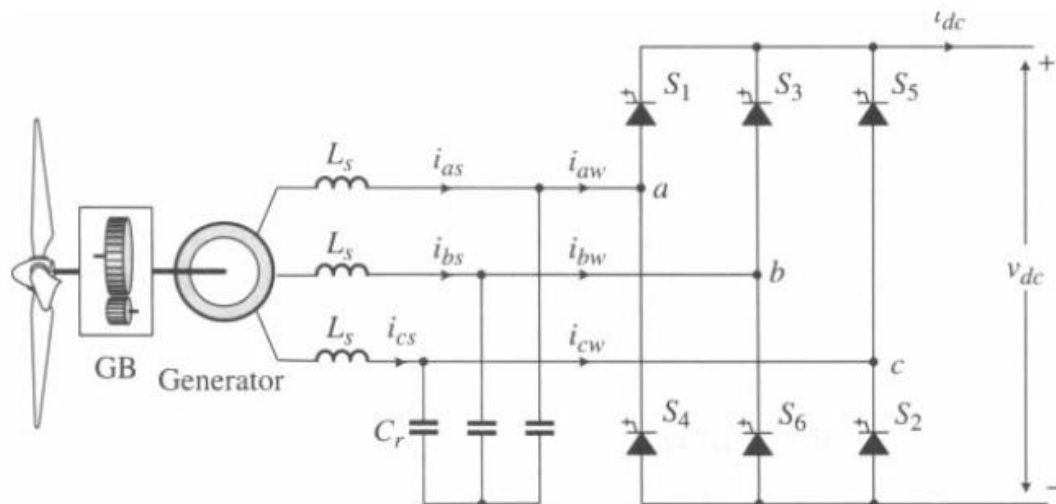 i_dc
+
S_1 S_3 S_5
L_s i_as i_aw
a
L_s i_bs i_bw
b
v_dc
L_s i_cs i_cw
c
GB Generator
C_r S_4 S_6 S_2
−